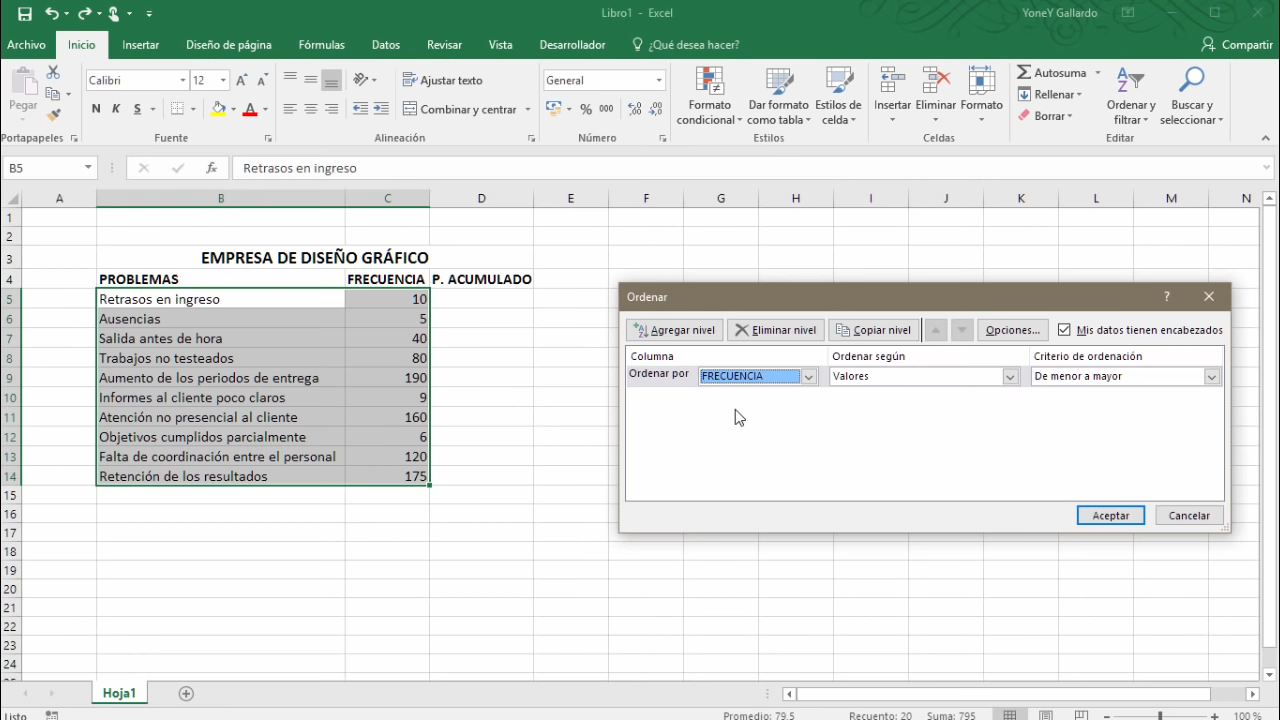 Libro1 - Excel
YoneY Gallardo
Archivo
Inicio
Insertar
Diseño de página
Fórmulas
Datos
Revisar
Vista
Desarrollador
¿Qué desea hacer?
Compartir
Pegar
Portapapeles
Calibri
12
N K S
Fuente
Ajustar texto
Combinar y centrar
Alineación
General
% 000
Número
Formato condicional
Dar formato como tabla
Estilos de celda
Estilos
Insertar
Eliminar
Formato
Celdas
Autosuma
Rellenar
Borrar
Ordenar y filtrar
Buscar y seleccionar
Editar
B5
fx
Retrasos en ingreso
A B C D E F G H I J K L M N
1
2
3 EMPRESA DE DISEÑO GRÁFICO
4 PROBLEMAS FRECUENCIA P. ACUMULADO
5 Retrasos en ingreso 10
6 Ausencias 5
7 Salida antes de hora 40
8 Trabajos no testeados 80
9 Aumento de los periodos de entrega 190
10 Informes al cliente poco claros 9
11 Atención no presencial al cliente 160
12 Objetivos cumplidos parcialmente 6
13 Falta de coordinación entre el personal 120
14 Retención de los resultados 175
15
16
17
18
19
20
21
22
23
24
Ordenar
?
Agregar nivel
Eliminar nivel
Copiar nivel
Opciones...
Mis datos tienen encabezados
Columna
Ordenar según
Criterio de ordenación
Ordenar por
FRECUENCIA
Valores
De menor a mayor
Aceptar
Cancelar
Hoja1
Listo
Promedio: 79.5
Recuento: 20
Suma: 795
100 %